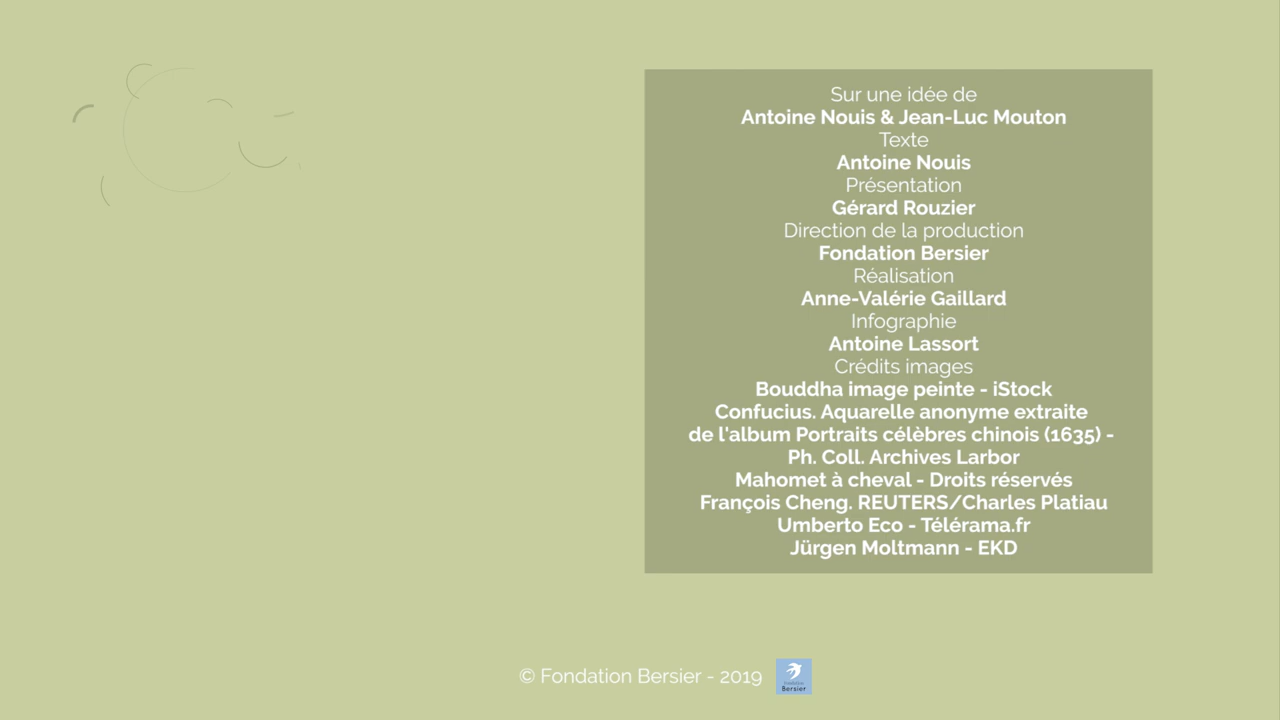 Sur une idée de
Antoine Nouis & Jean-Luc Mouton
Texte
Antoine Nouis
Présentation
Gérard Rouzier
Direction de la production
Fondation Bersier
Réalisation
Anne-Valérie Gaillard
Infographie
Antoine Lassort
Crédits images
Bouddha image peinte - iStock
Confucius. Aquarelle anonyme extraite
de l'album Portraits célèbres chinois (1635) -
Ph. Coll. Archives Larbor
Mahomet à cheval - Droits réservés
François Cheng. REUTERS/Charles Platiau
Umberto Eco - Télérama.fr
Jürgen Moltmann - EKD
© Fondation Bersier - 2019
Fondation
Bersier